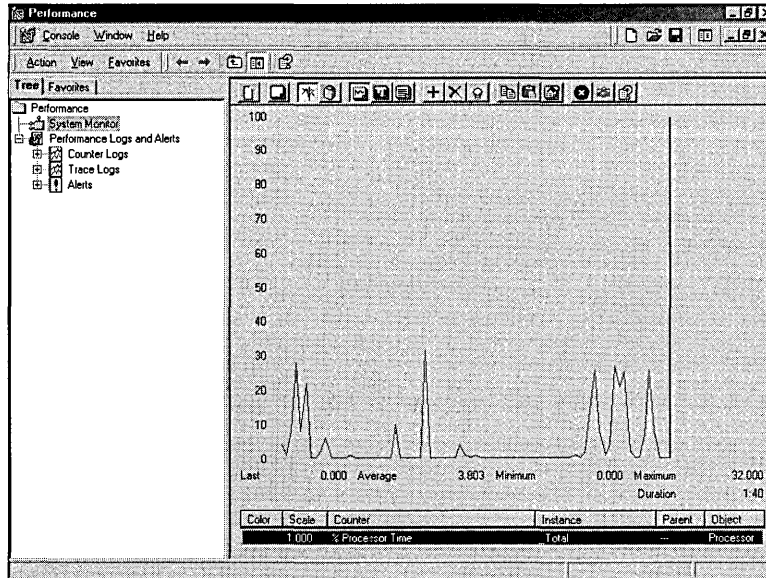 Performance
Console Window Help
Action View Favorites
Tree Favorites
Performance
System Monitor
Performance Logs and Alerts
Counter Logs
Trace Logs
Alerts
100
90
80
70
60
50
40
30
20
10
0
Last 0.000 Average 3.803 Minimum 0.000 Maximum 32.000
Duration 1:40
Color Scale Counter Instance Parent Object
1.000 % Processor Time _Total --- Processor